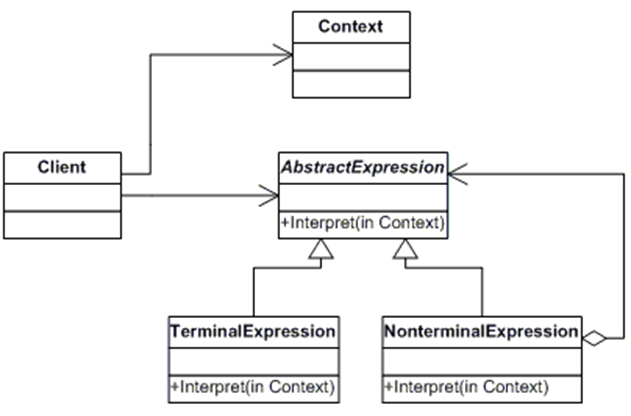 Context
Client
AbstractExpression
+Interpret(in Context)
TerminalExpression
+Interpret(in Context)
NonterminalExpression
+Interpret(in Context)